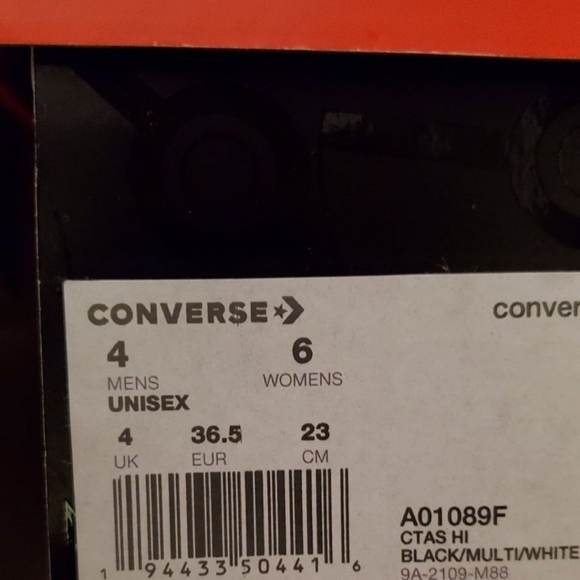 CONVERSE
conver
4 6
MENS WOMENS
UNISEX
4 36.5 23
UK EUR CM
1 94433 50441 6
A01089F
CTAS HI
BLACK/MULTI/WHITE
9A-2109-M88